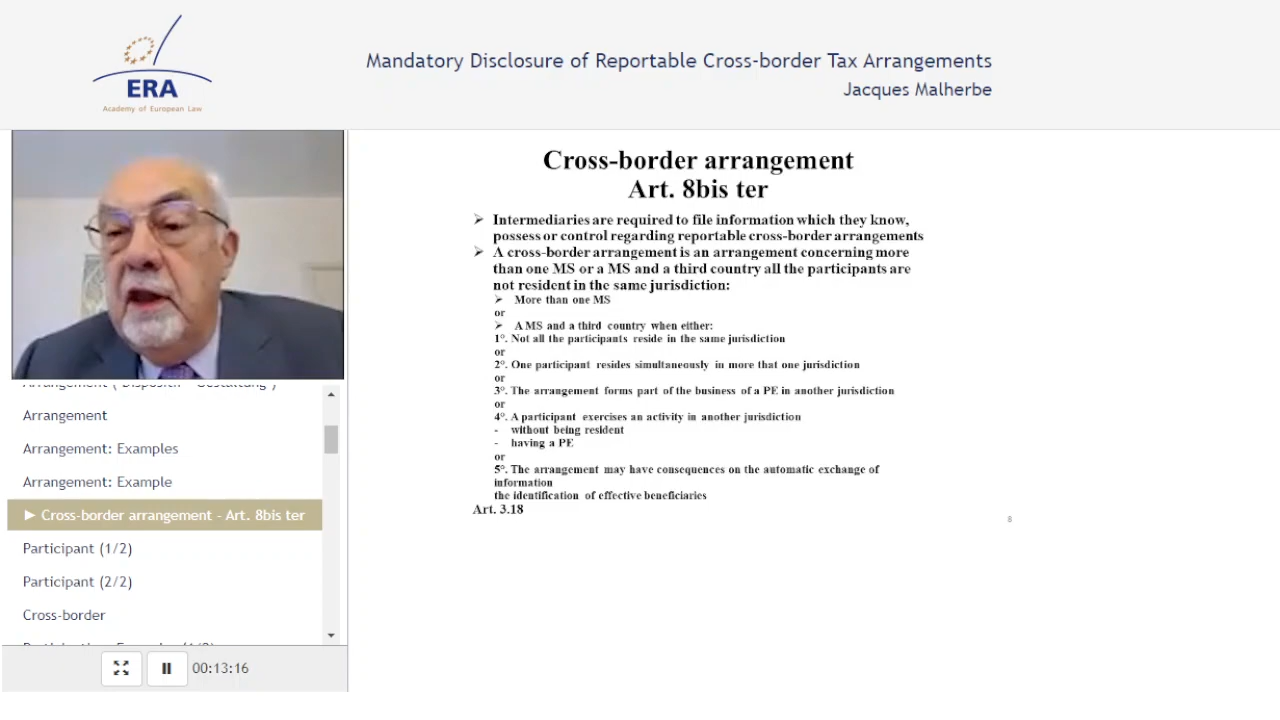 ERA
Academy of European Law
Mandatory Disclosure of Reportable Cross-border Tax Arrangements
Jacques Malherbe
Arrangement
Arrangement: Examples
Arrangement: Example
► Cross-border arrangement - Art. 8bis ter
Participant (1/2)
Participant (2/2)
Cross-border
00:13:16
Cross-border arrangement
Art. 8bis ter
➢ Intermediaries are required to file information which they know,
possess or control regarding reportable cross-border arrangements
➢ A cross-border arrangement is an arrangement concerning more
than one MS or a MS and a third country all the participants are
not resident in the same jurisdiction:
➢ More than one MS
or
➢ A MS and a third country when either:
1°. Not all the participants reside in the same jurisdiction
or
2°. One participant resides simultaneously in more that one jurisdiction
or
3°. The arrangement forms part of the business of a PE in another jurisdiction
or
4°. A participant exercises an activity in another jurisdiction
- without being resident
- having a PE
or
5°. The arrangement may have consequences on the automatic exchange of
information
the identification of effective beneficiaries
Art. 3.18
8